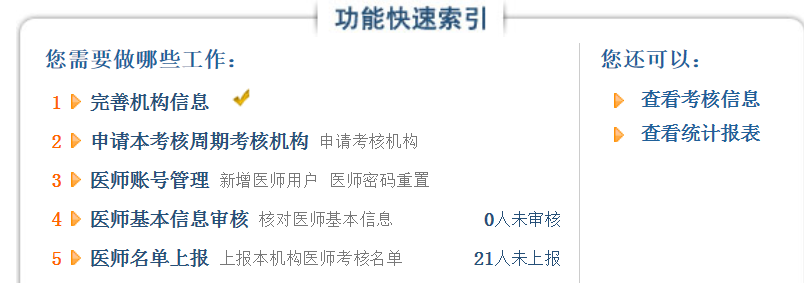 功能快速索引
您需要做哪些工作：
1 完善机构信息
2 申请本考核周期考核机构 申请考核机构
3 医师账号管理 新增医师用户 医师密码重置
4 医师基本信息审核 核对医师基本信息 0人未审核
5 医师名单上报 上报本机构医师考核名单 21人未上报
您还可以：
查看考核信息
查看统计报表